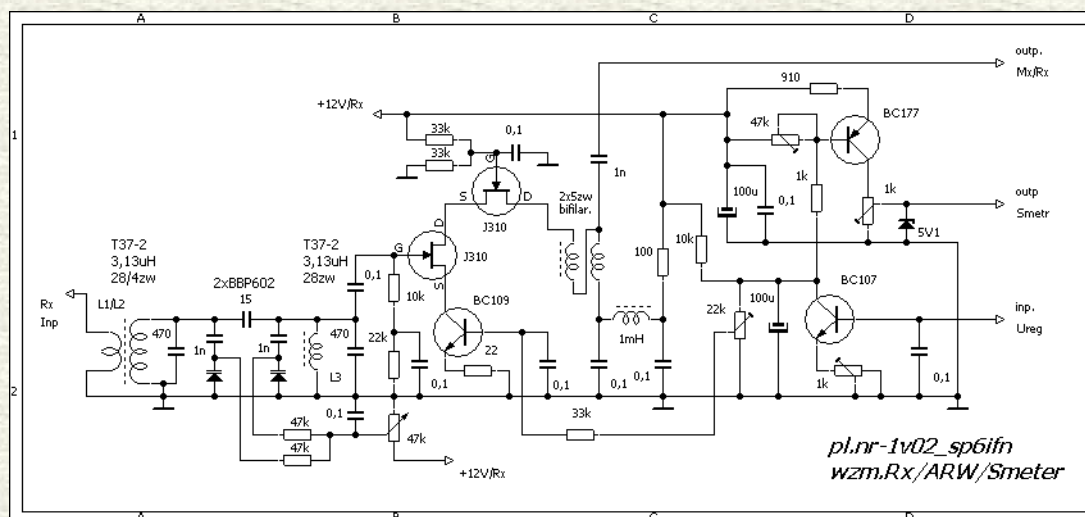 A
B
C
D
outp.
Mx/Rx
910
+12V/Rx
BC177
33k
0,1
47k
1
1
33k
G
1n
2x5zw
bifilar.
1k
100u
0,1
1k
outp
Smetr
S
D
J310
5V1
D
T37-2
3,13uH
28/4zw
T37-2
3,13uH
28zw
G
J310
100
10k
S
Rx
Inp
L1/L2
2xBBP602
15
0,1
10k
BC109
BC107
100u
22k
inp.
Ureg
470
470
1n
1n
22k
22
1mH
L3
0,1
0,1
0,1
0,1
1k
0,1
2
2
0,1
47k
47k
47k
33k
+12V/Rx
pl.nr-1v02_sp6ifn
wzm.Rx/ARW/Smeter
A
B
C
D